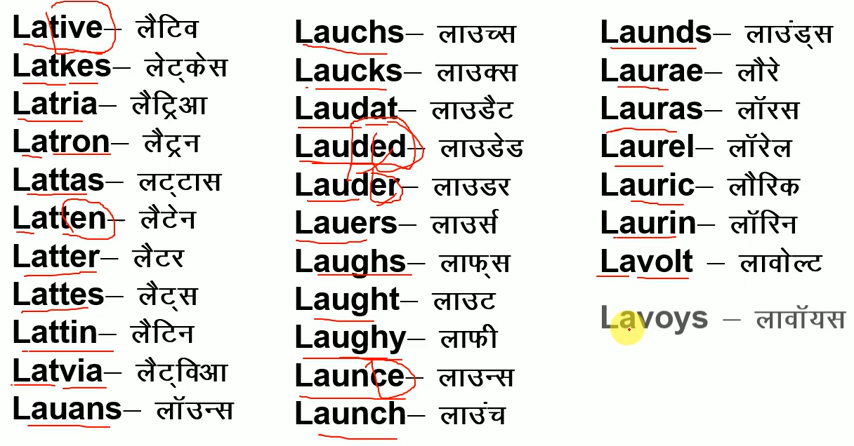 Lative– लैटिव
Latkes– लेट्केस
Latria– लैट्रिआ
Latron– लैट्रन
Lattas– लट्टास
Latten– लैटेन
Latter– लैटर
Lattes– लैट्स
Lattin– लैटिन
Latvia– लैट्विआ
Lauans– लॉउन्स
Lauchs– लाउच्स
Laucks– लाउक्स
Laudat– लाउडैट
Lauded– लाउडेड
Lauder– लाउडर
Lauers– लाउर्स
Laughs– लाफ्स
Laught– लाउट
Laughy– लाफी
Launce– लाउन्स
Launch– लाउंच
Launds– लाउंड्स
Laurae– लौरे
Lauras– लॉरस
Laurel– लॉरेल
Lauric– लौरिक
Laurin– लॉरिन
Lavolt – लावोल्ट
Lavoys – लावॉयस